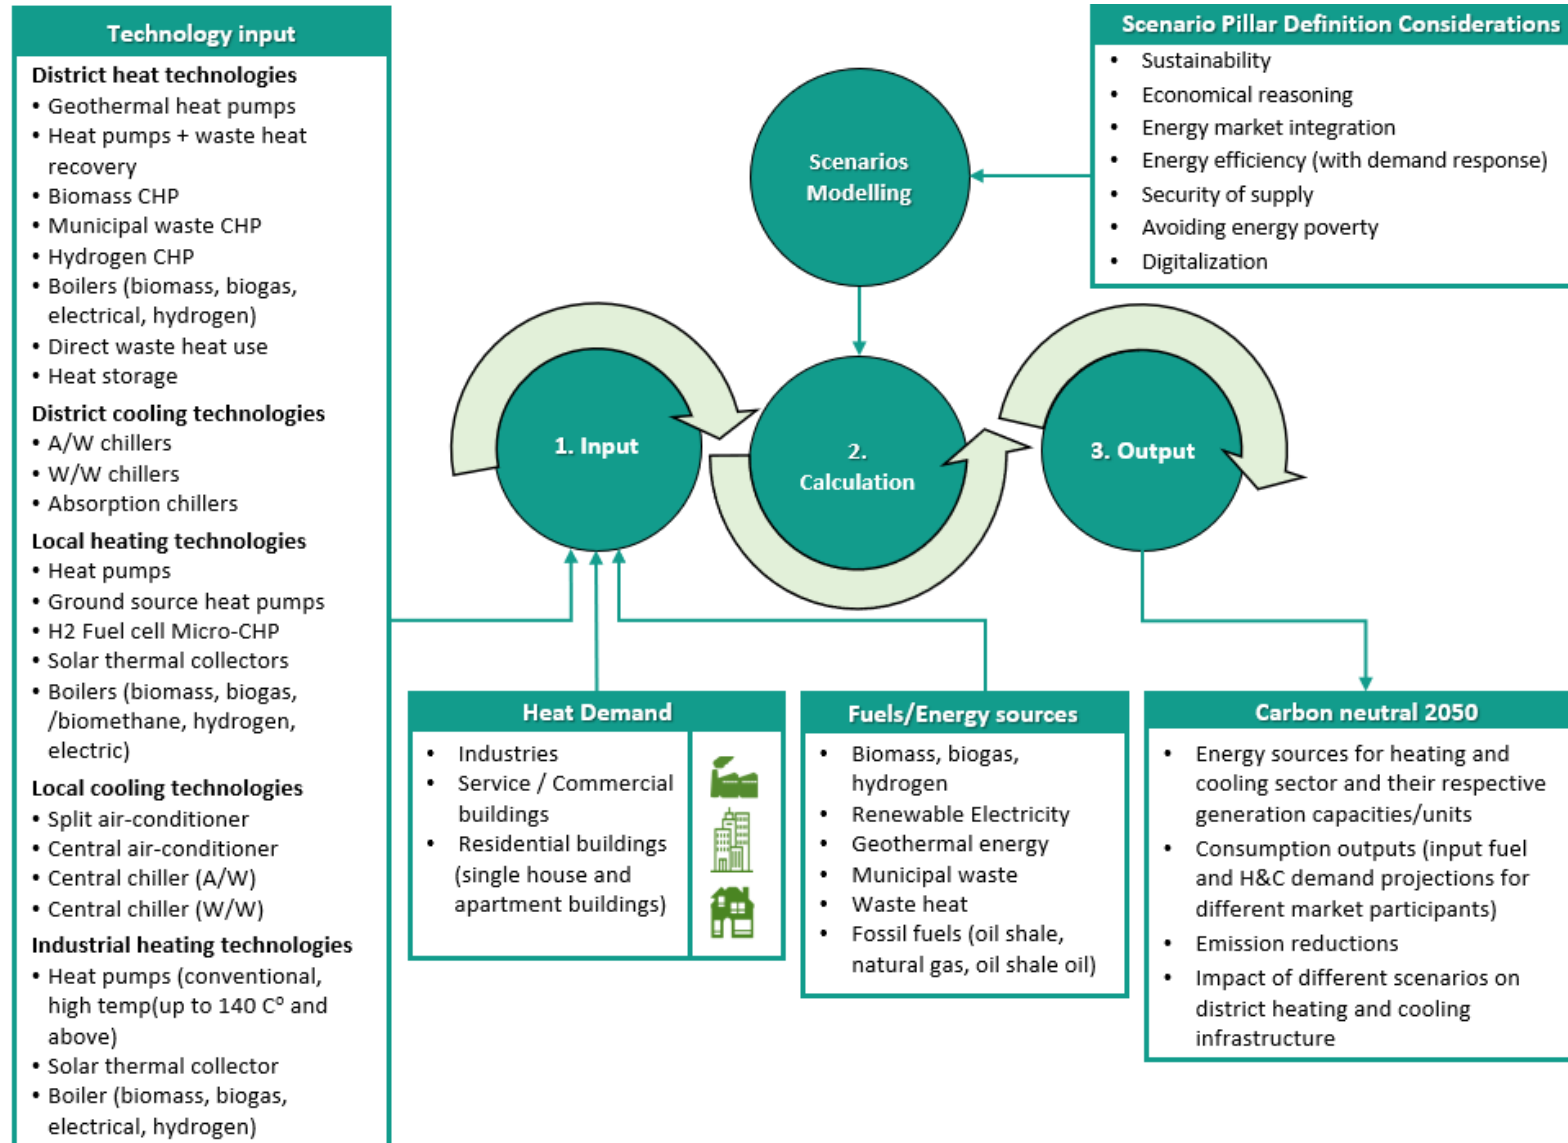 Technology input
District heat technologies
• Geothermal heat pumps
• Heat pumps + waste heat
recovery
• Biomass CHP
• Municipal waste CHP
• Hydrogen CHP
• Boilers (biomass, biogas,
electrical, hydrogen)
• Direct waste heat use
• Heat storage
District cooling technologies
• A/W chillers
• W/W chillers
• Absorption chillers
Local heating technologies
• Heat pumps
• Ground source heat pumps
• H2 Fuel cell Micro-CHP
• Solar thermal collectors
• Boilers (biomass, biogas,
/biomethane, hydrogen,
electric)
Local cooling technologies
• Split air-conditioner
• Central air-conditioner
• Central chiller (A/W)
• Central chiller (W/W)
Industrial heating technologies
• Heat pumps (conventional,
high temp(up to 140 Cº and
above)
• Solar thermal collector
• Boiler (biomass, biogas,
electrical, hydrogen)
Scenarios
Modelling
Scenario Pillar Definition Considerations
• Sustainability
• Economical reasoning
• Energy market integration
• Energy efficiency (with demand response)
• Security of supply
• Avoiding energy poverty
• Digitalization
1. Input
2.
Calculation
3. Output
Heat Demand
• Industries
• Service / Commercial
buildings
• Residential buildings
(single house and
apartment buildings)
Fuels/Energy sources
• Biomass, biogas,
hydrogen
• Renewable Electricity
• Geothermal energy
• Municipal waste
• Waste heat
• Fossil fuels (oil shale,
natural gas, oil shale oil)
Carbon neutral 2050
• Energy sources for heating and
cooling sector and their respective
generation capacities/units
• Consumption outputs (input fuel
and H&C demand projections for
different market participants)
• Emission reductions
• Impact of different scenarios on
district heating and cooling
infrastructure